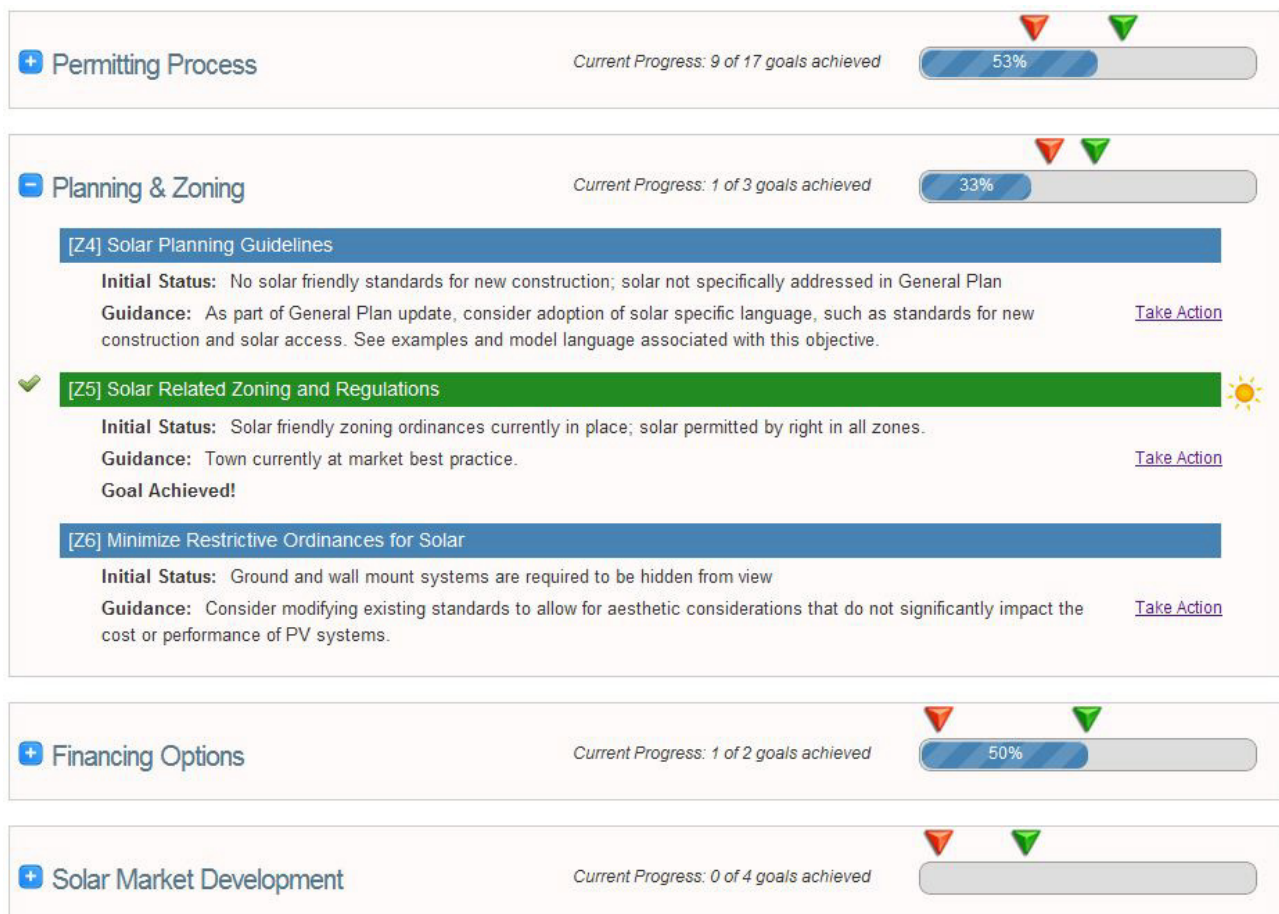 Permitting Process
Current Progress: 9 of 17 goals achieved
53%
Planning & Zoning
Current Progress: 1 of 3 goals achieved
33%
[Z4] Solar Planning Guidelines
Initial Status: No solar friendly standards for new construction; solar not specifically addressed in General Plan
Guidance: As part of General Plan update, consider adoption of solar specific language, such as standards for new
construction and solar access. See examples and model language associated with this objective.
Take Action
[Z5] Solar Related Zoning and Regulations
Initial Status: Solar friendly zoning ordinances currently in place; solar permitted by right in all zones.
Guidance: Town currently at market best practice.
Take Action
Goal Achieved!
[Z6] Minimize Restrictive Ordinances for Solar
Initial Status: Ground and wall mount systems are required to be hidden from view
Guidance: Consider modifying existing standards to allow for aesthetic considerations that do not significantly impact the
cost or performance of PV systems.
Take Action
Financing Options
Current Progress: 1 of 2 goals achieved
50%
Solar Market Development
Current Progress: 0 of 4 goals achieved